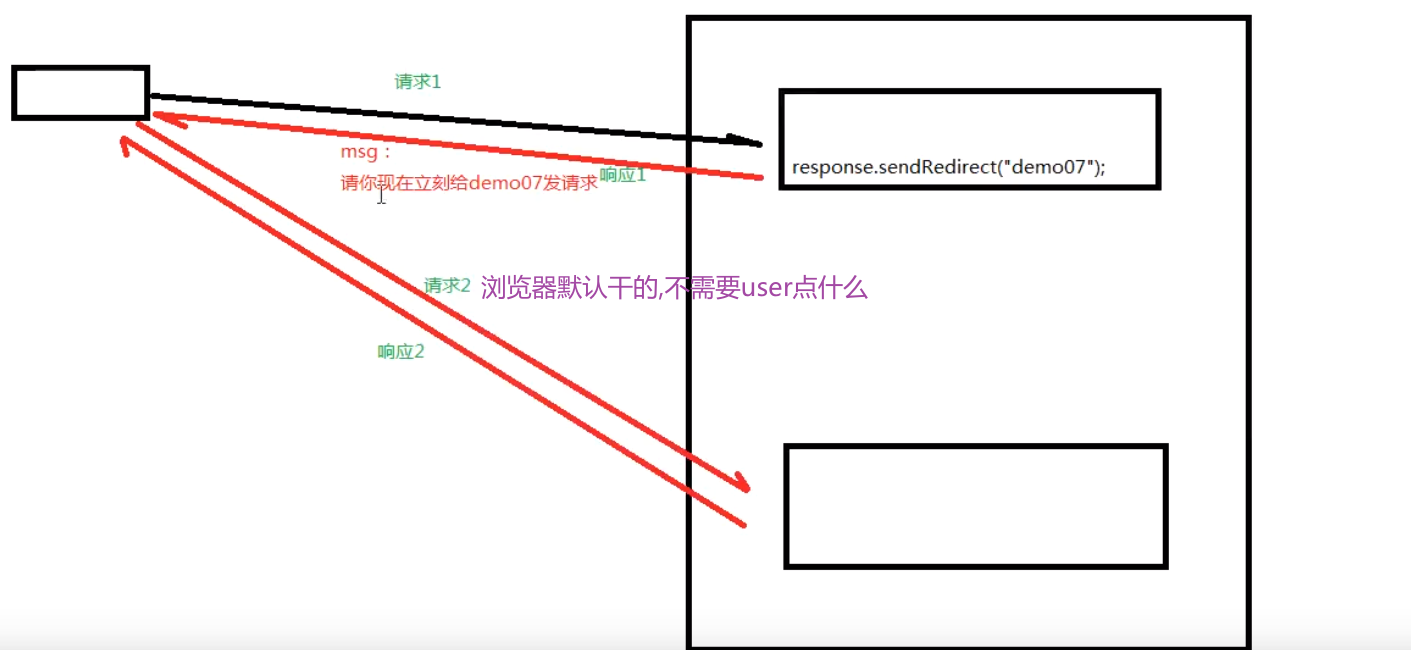 请求1
msg：
请你现在立刻给demo07发请求
响应1
response.sendRedirect("demo07");
请求2
浏览器默认干的,不需要user点什么
响应2